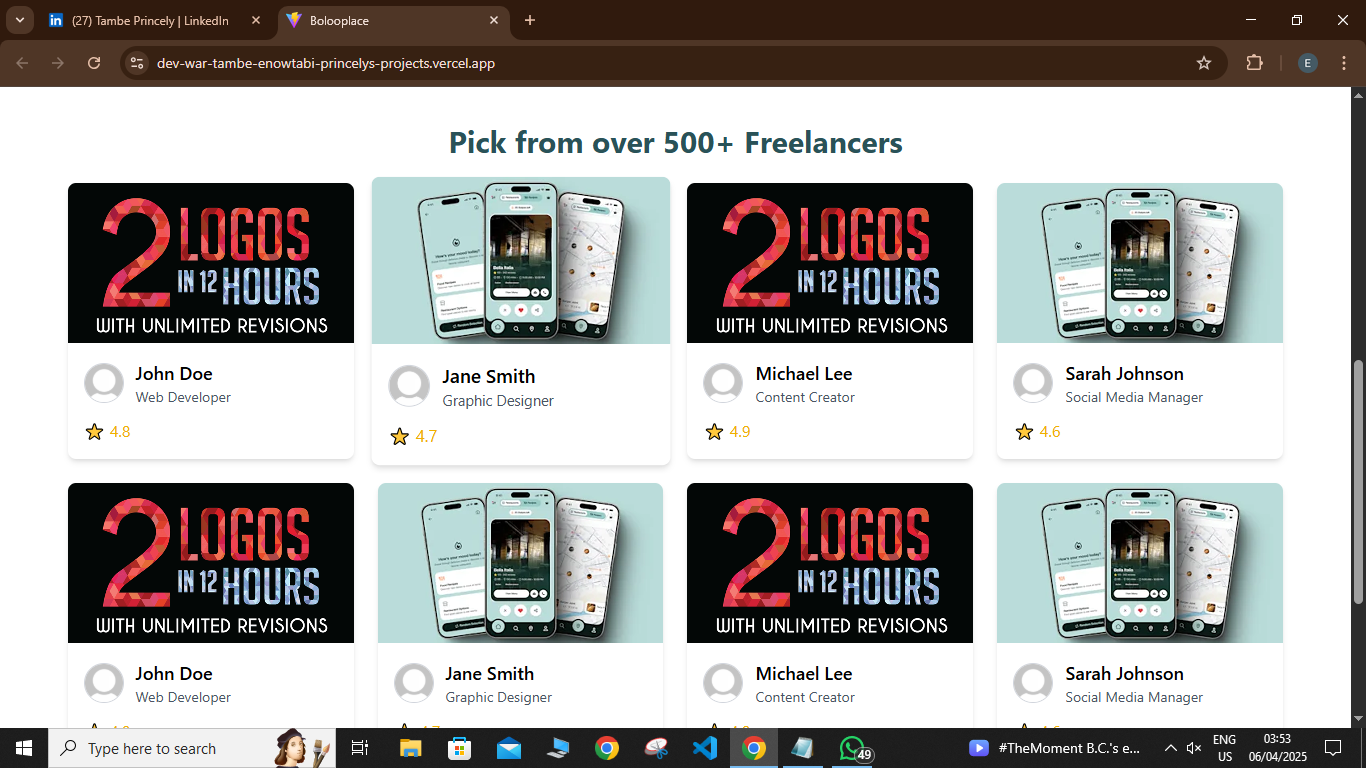 (27) Tambe Princely | LinkedIn
Bolooplace
dev-war-tambe-enowtabi-princelys-projects.vercel.app
E
Pick from over 500+ Freelancers
2 LOGOS
IN 12 HOURS
WITH UNLIMITED REVISIONS
2 LOGOS
IN 12 HOURS
WITH UNLIMITED REVISIONS
John Doe
Web Developer
4.8
Jane Smith
Graphic Designer
4.7
Michael Lee
Content Creator
4.9
Sarah Johnson
Social Media Manager
4.6
2 LOGOS
IN 12 HOURS
WITH UNLIMITED REVISIONS
2 LOGOS
IN 12 HOURS
WITH UNLIMITED REVISIONS
John Doe
Web Developer
Jane Smith
Graphic Designer
Michael Lee
Content Creator
Sarah Johnson
Social Media Manager
Type here to search
49
#TheMoment B.C.'s e...
ENG
US
03:53
06/04/2025